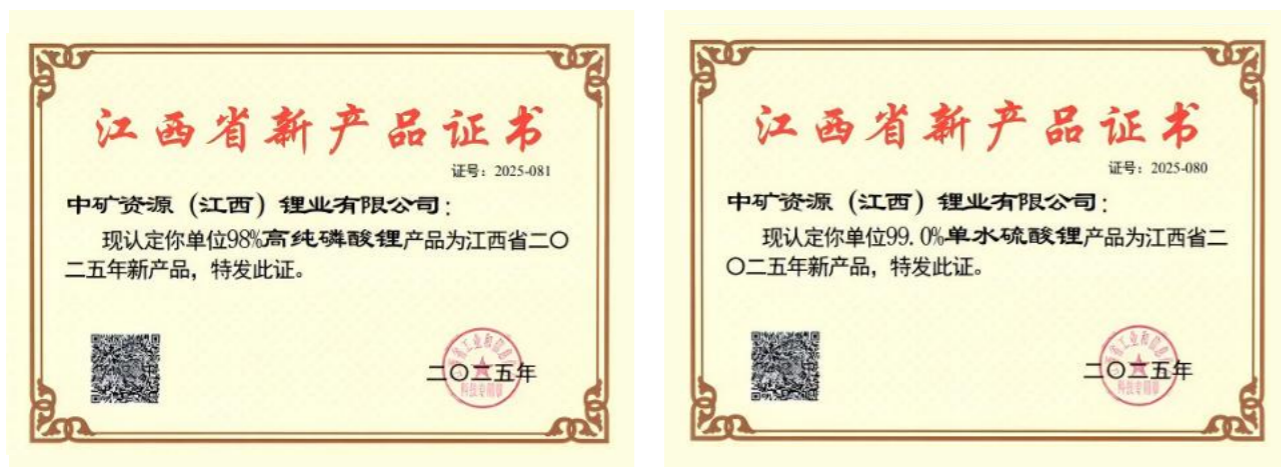 江西省新产品证书
证号：2025-081
中矿资源（江西）锂业有限公司：
现认定你单位98%高纯磷酸锂产品为江西省二〇
二五年新产品，特发此证。
二〇二五年
江西省新产品证书
证号：2025-080
中矿资源（江西）锂业有限公司：
现认定你单位99.0%单水硫酸锂产品为江西省二
〇二五年新产品，特发此证。
二〇二五年